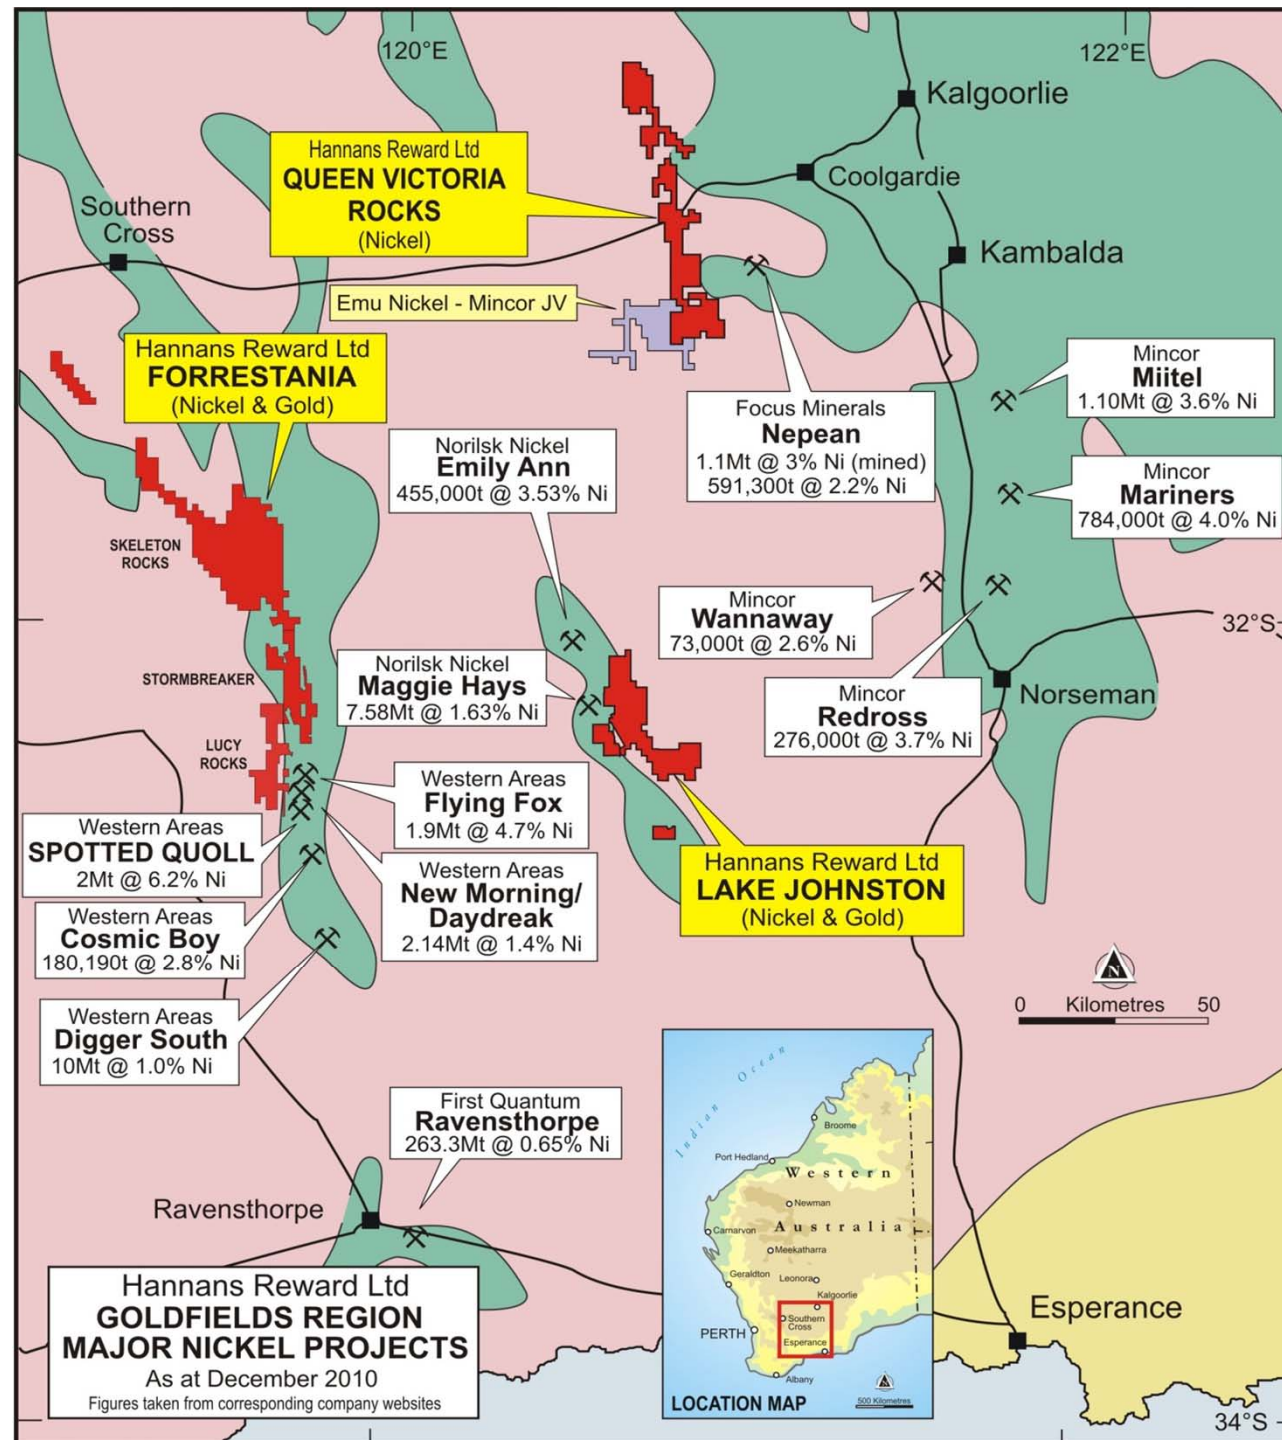 120°E
122°E
Kalgoorlie
Hannans Reward Ltd
QUEEN VICTORIA
ROCKS
(Nickel)
Coolgardie
Southern
Cross
Kambalda
Emu Nickel - Mincor JV
Hannans Reward Ltd
FORRESTANIA
(Nickel & Gold)
Mincor
Miitel
1.10Mt @ 3.6% Ni
Focus Minerals
Nepean
1.1Mt @ 3% Ni (mined)
591,300t @ 2.2% Ni
Norilsk Nickel
Emily Ann
455,000t @ 3.53% Ni
Mincor
Mariners
784,000t @ 4.0% Ni
SKELETON
ROCKS
Mincor
Wannaway
73,000t @ 2.6% Ni
32°S
Norilsk Nickel
Maggie Hays
7.58Mt @ 1.63% Ni
STORMBREAKER
Mincor
Redross
276,000t @ 3.7% Ni
Norseman
LUCY
ROCKS
Western Areas
Flying Fox
1.9Mt @ 4.7% Ni
Western Areas
SPOTTED QUOLL
2Mt @ 6.2% Ni
Western Areas
New Morning/
Daydreak
2.14Mt @ 1.4% Ni
Hannans Reward Ltd
LAKE JOHNSTON
(Nickel & Gold)
Western Areas
Cosmic Boy
180,190t @ 2.8% Ni
N
0 Kilometres 50
Western Areas
Digger South
10Mt @ 1.0% Ni
First Quantum
Ravensthorpe
263.3Mt @ 0.65% Ni
Ravensthorpe
Indian Ocean
Broome
Port Hedland
Western
Newman
Australia
Carnarvon
Meekatharra
Geraldton
Leonora
Kalgoorlie
Southern
Cross
PERTH
Esperance
Albany
N
500 Kilometres
LOCATION MAP
Esperance
Hannans Reward Ltd
GOLDFIELDS REGION
MAJOR NICKEL PROJECTS
As at December 2010
Figures taken from corresponding company websites
34°S